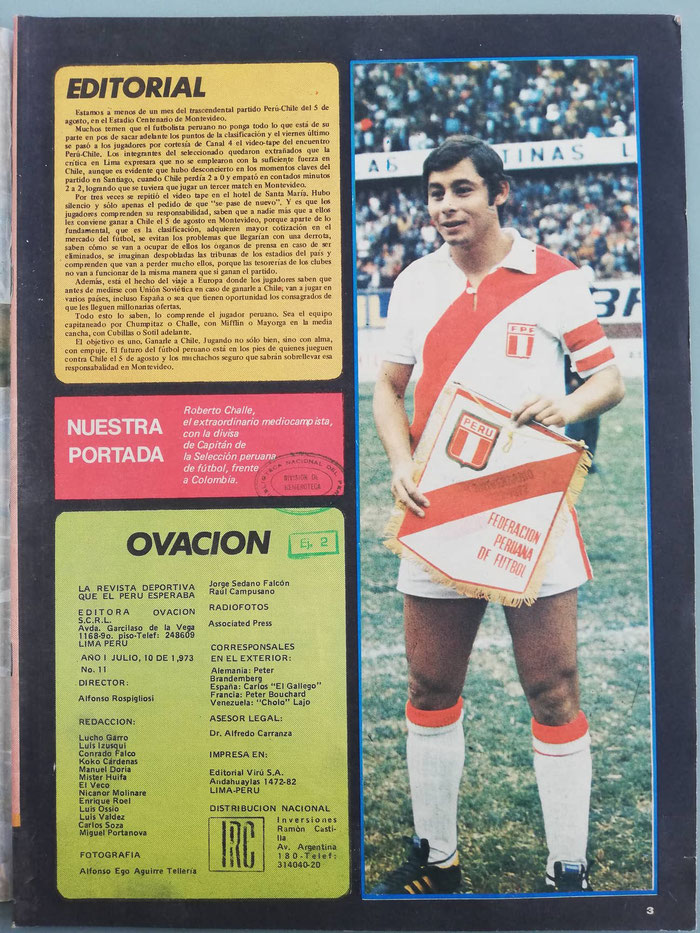 EDITORIAL
Estamos a menos de un mes del trascendental partido Perú-Chile del 5 de
agosto, en el Estadio Centenario de Montevideo.
Muchos temen que el futbolista peruano no ponga todo lo que está de su
parte en pos de sacar adelante los puntos de la clasificación y el viernes último
se pasó a los jugadores por cortesía de Canal 4 el video-tape del encuentro
Perú-Chile. Los integrantes del seleccionado quedaron extrañados que la
crítica en Lima expresara que no se emplearon con la suficiente fuerza en
Chile, aunque es evidente que hubo desconcierto en los momentos claves del
partido en Santiago, cuando Chile perdía 2 a 0 y empató en contados minutos
2 a 2, logrando que se tuviera que jugar un tercer match en Montevideo.
Por tres veces se repitió el video tape en el hotel de Santa María. Hubo
silencio y sólo apenas el pedido de que "se pase de nuevo", Y es que los
jugadores comprenden su responsabilidad, saben que a nadie más que a ellos
les conviene ganar a Chile el 5 de agosto en Montevideo, porque aparte de lo
fundamental, que es la clasificación, adquieren mayor cotización en el
mercado del fútbol, se evitan los problemas que llegarían con una derrota,
saben cómo se van a ocupar de ellos los órganos de prensa en caso de ser
eliminados, se imaginan despobladas las tribunas de los estadios del país y
comprenden que van a perder mucho ellos, porque las tesorerías de los clubes
no van a funcionar de la misma manera que si ganan el partido.
Además, está el hecho del viaje a Europa donde los jugadores saben que
antes de medirse con Unión Soviética en caso de ganarle a Chile, van a jugar en
varios países, incluso España o sea que tienen oportunidad los consagrados de
que les lleguen millonarias ofertas.
Todo esto lo saben, lo comprende el jugador peruano. Sea el equipo
capitaneado por Chumpitaz o Challe, con Mifflin o Mayorga en la media
cancha, con Cubillas o Sotil adelante.
El objetivo es uno. Ganarle a Chile. Jugando no sólo bien, sino con alma,
con empuje. El futuro del fútbol peruano está en los pies de quienes jueguen
contra Chile el 5 de agosto y los muchachos seguro que sabrán sobrellevar esa
responsabalidad en Montevideo.
NUESTRA
PORTADA
Roberto Challe,
el extraordinario mediocampista,
con la divisa
de Capitán de
la Selección peruana
de fútbol, frente
a Colombia.
DIVISION DE
HEMEROTECA
Ej. 2
OVACION
LA REVISTA DEPORTIVA
QUE EL PERU ESPERABA
EDITORA OVACION
S.C.R.L.
Avda. Garcilaso de la Vega
1168-9o. piso-Telef: 248609
LIMA PERU
AÑO I JULIO, 10 DE 1,973
No. 11
DIRECTOR:
Alfonso Rospigliosi
REDACCION:
Lucho Garro
Luis Izusqui
Conrado Falco
Koko Cárdenas
Manuel Doria
Mister Huifa
El Veco
Nicanor Molinare
Enrique Roel
Luis Ossio
Luis Valdez
Carlos Soza
Miguel Portanova
FOTOGRAFIA
Alfonso Ego Aguirre Tellería
Jorge Sedano Falcón
Raúl Campusano
RADIOFOTOS
Associated Press
CORRESPONSALES
EN EL EXTERIOR:
Alemania: Peter
Brandemberg
España: Carlos "El Gallego"
Francia: Peter Bouchard
Venezuela: "Cholo" Lajo
ASESOR LEGAL:
Dr. Alfredo Carranza
IMPRESA EN:
Editorial Virú S.A.
Andahuaylas 1472-82
LIMA-PERU
DISTRIBUCION NACIONAL
IRC
Inversiones
Ramón Casti-
lla
Av. Argentina
180-Telef:
314040-20
TINAS L
FPF
PERU
FEDERACION
PERUANA
DE FUTBOL
3